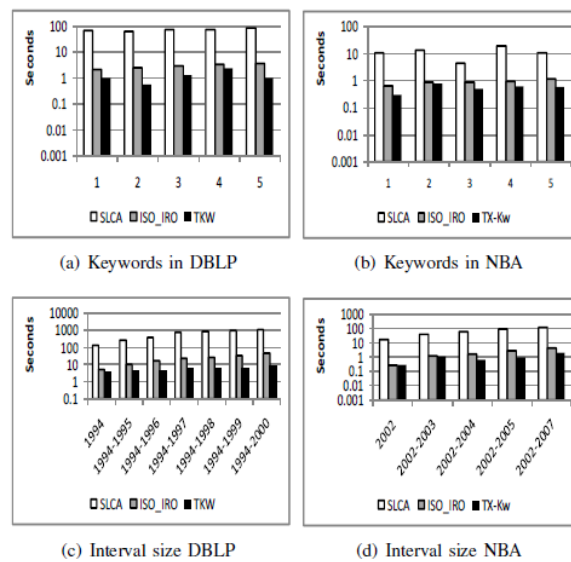 Seconds
100
10
1
0.1
0.01
0.001
1 2 3 4 5
SLCA ISO_IRO TKW
(a) Keywords in DBLP
Seconds
100
10
1
0.1
0.01
0.001
1 2 3 4 5
SLCA ISO_IRO TX-Kw
(b) Keywords in NBA
Seconds
10000
1000
100
10
1
0.1
1994 1994-1995 1994-1996 1994-1997 1994-1998 1994-1999 1994-2000
SLCA ISO_IRO TKW
(c) Interval size DBLP
Seconds
1000
100
10
1
0.1
0.01
0.001
2002 2002-2003 2002-2004 2002-2005 2002-2007
SLCA ISO_IRO TX-Kw
(d) Interval size NBA